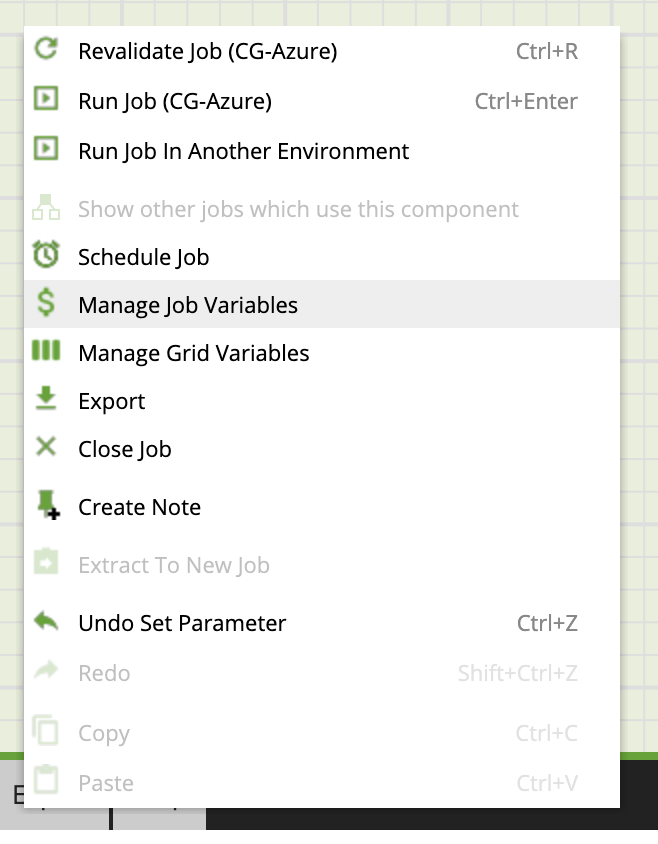 Revalidate Job (CG-Azure) Ctrl+R
Run Job (CG-Azure) Ctrl+Enter
Run Job In Another Environment
Show other jobs which use this component
Schedule Job
Manage Job Variables
Manage Grid Variables
Export
Close Job
Create Note
Extract To New Job
Undo Set Parameter Ctrl+Z
Redo Shift+Ctrl+Z
Copy Ctrl+C
Paste Ctrl+V